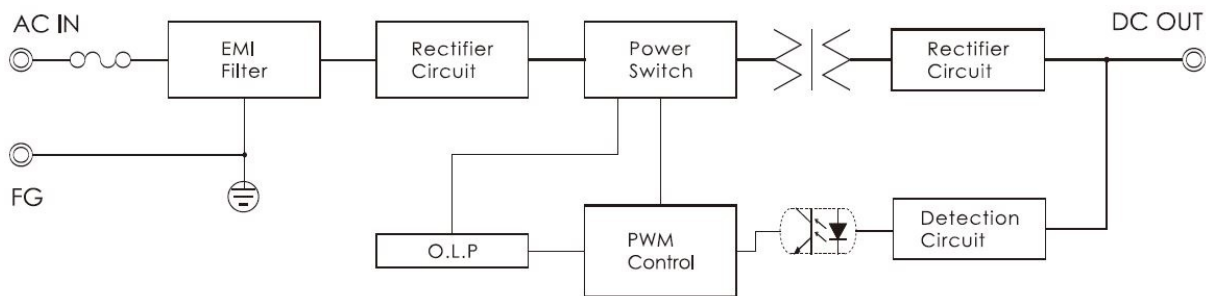 AC IN
EMI
Filter
Rectifier
Circuit
Power
Switch
Rectifier
Circuit
DC OUT
FG
O.L.P
PWM
Control
Detection
Circuit